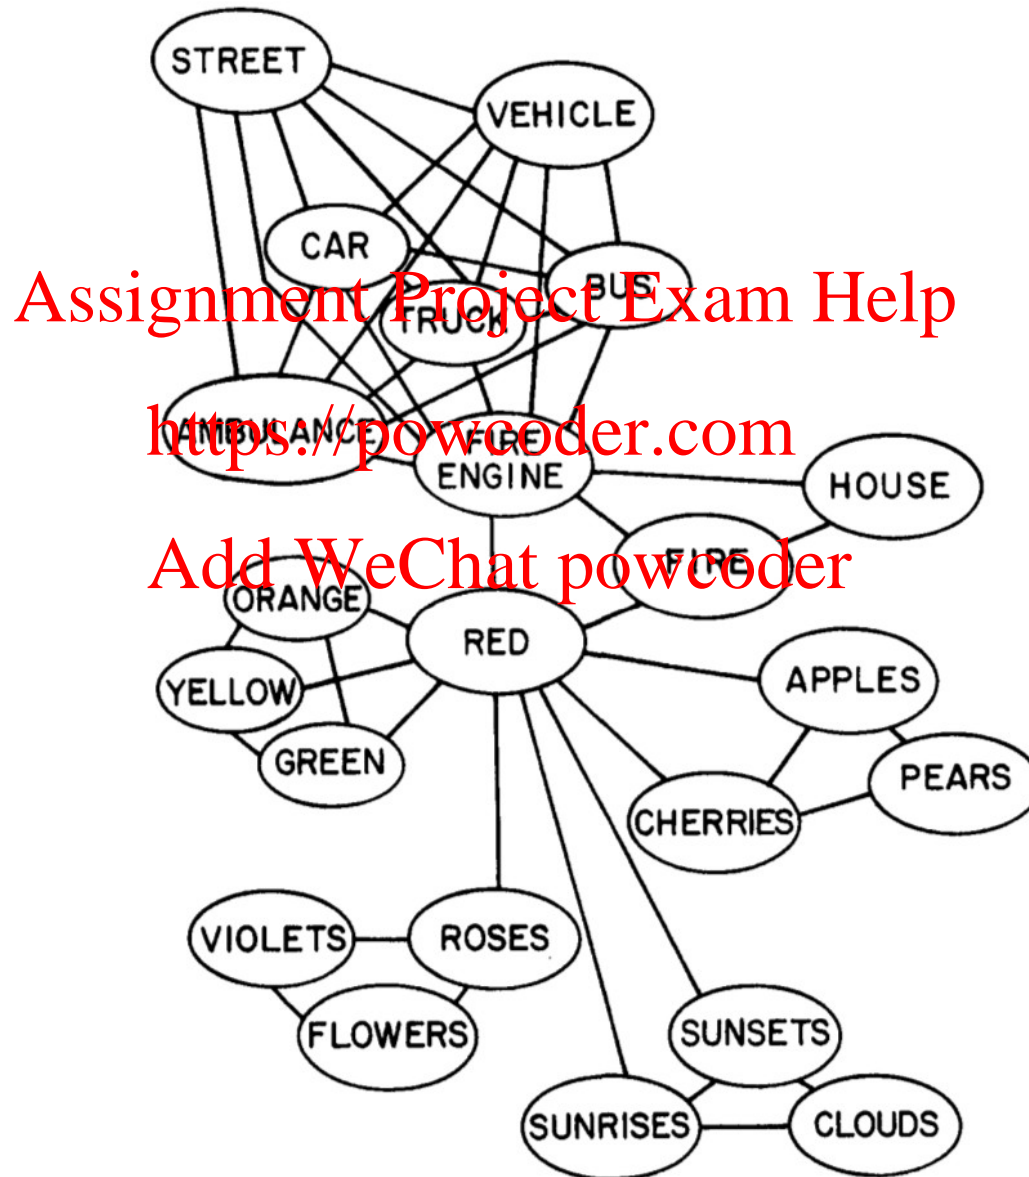 STREET
VEHICLE
CAR
BUS
Assignment Project Exam Help
TRUCK
AMBULANCE
https://powcoder.com
FIRE
ENGINE
HOUSE
FIRE
Add WeChat powcoder
ORANGE
RED
YELLOW
APPLES
GREEN
PEARS
CHERRIES
VIOLETS
ROSES
FLOWERS
SUNSETS
SUNRISES
CLOUDS